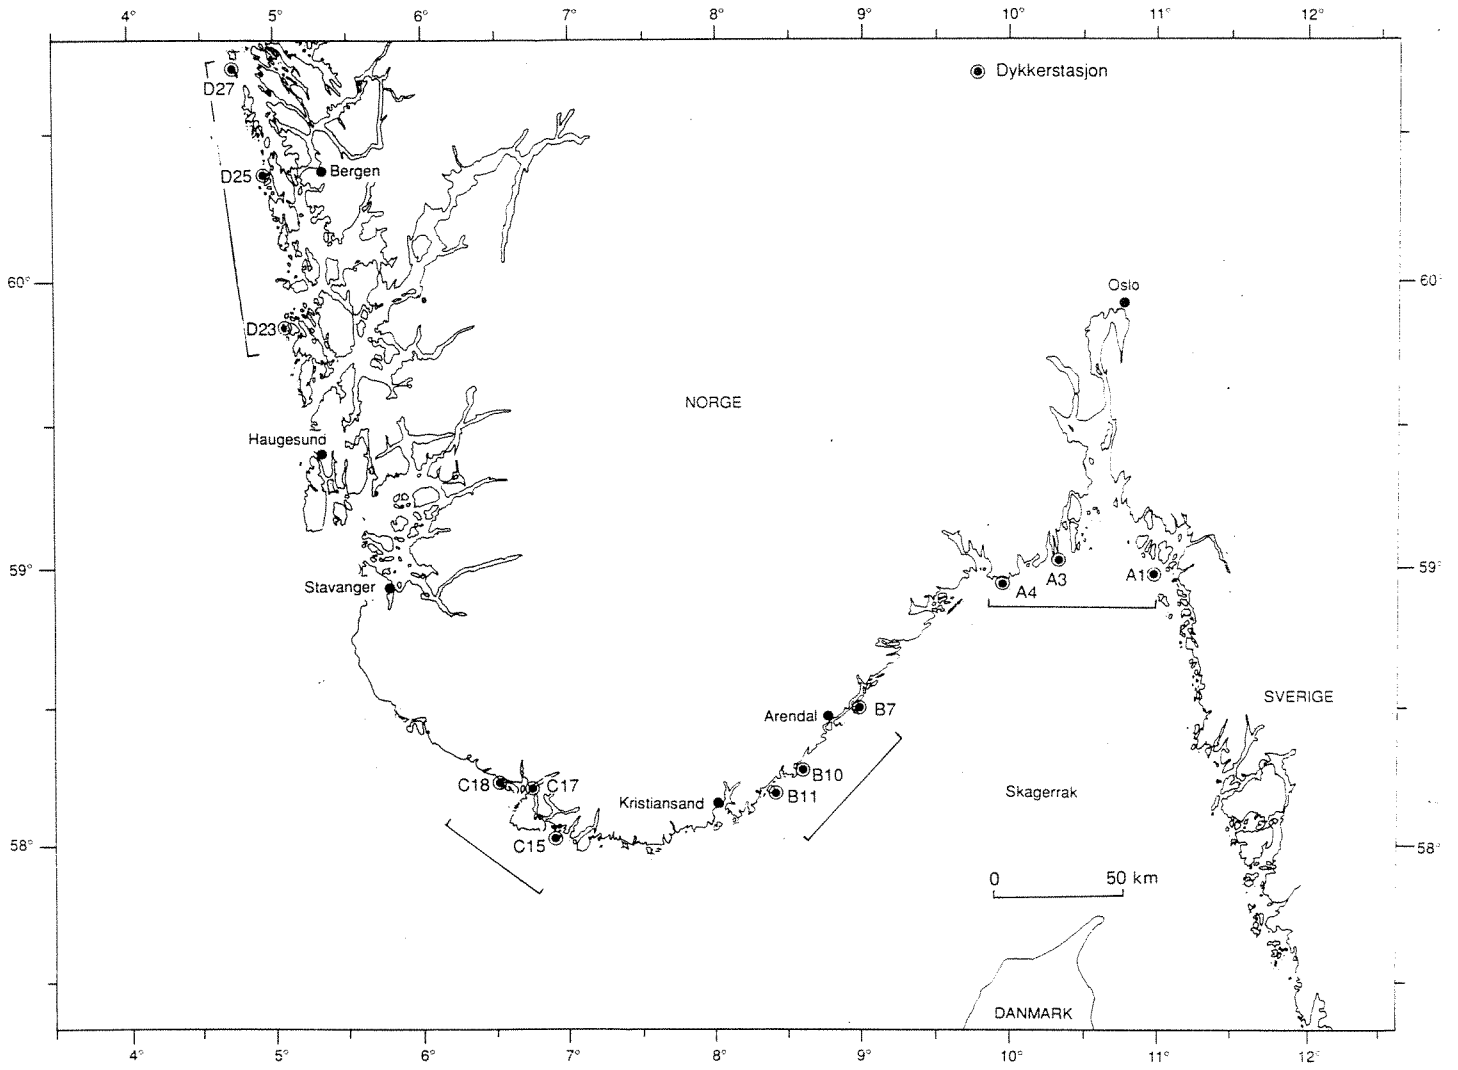 4° 5° 6° 7° 8° 9° 10° 11° 12°
D27
Dykkerstasjon
D25
Bergen
60° 60°
Oslo
D23
NORGE
Haugesund
59° 59°
Stavanger
A4 A3 A1
SVERIGE
Arendal
B7
C18 C17
B10
Kristiansand
B11
Skagerrak
C15
58° 58°
0 50 km
DANMARK
4° 5° 6° 7° 8° 9° 10° 11° 12°